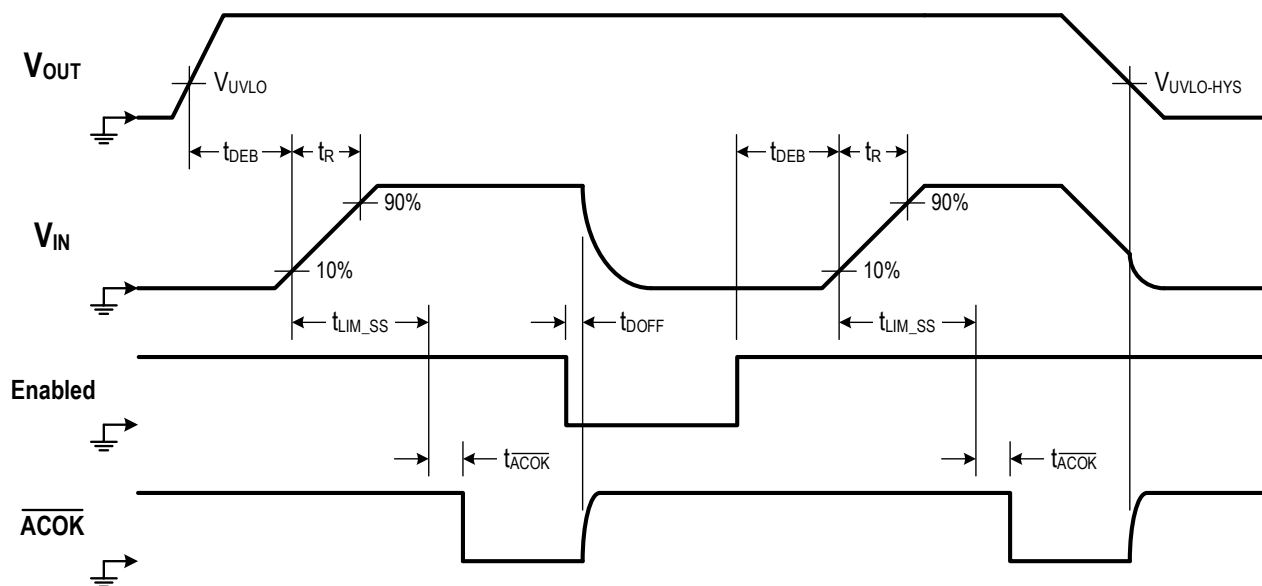 VOUT
VUVLO
VUVLO-HYS
tDEB tR tDEB tR
90% 90%
VIN
10% 10%
tLIM_SS tDOFF tLIM_SS
Enabled
tACOK tACOK
ACOK